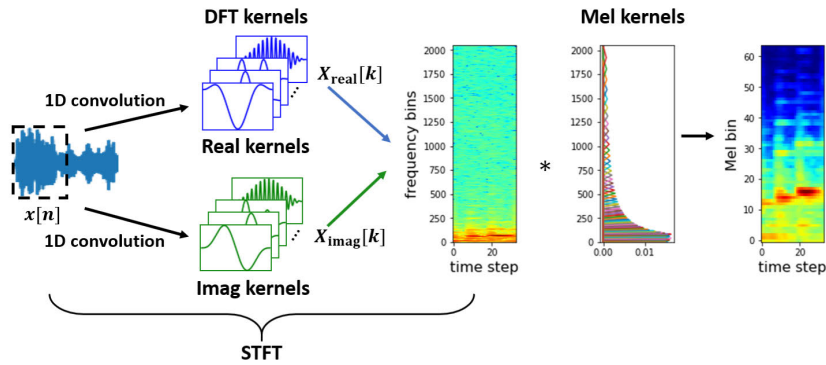 DFT kernels
Mel kernels
1D convolution
x[n]
1D convolution
Real kernels
Imag kernels
X_real[k]
X_imag[k]
frequency bins
2000
1750
1500
1250
1000
750
500
250
0
0 20
time step
*
2000
1750
1500
1250
1000
750
500
250
0
0.00 0.01
Mel bin
60
50
40
30
20
10
0
0 20
time step
STFT